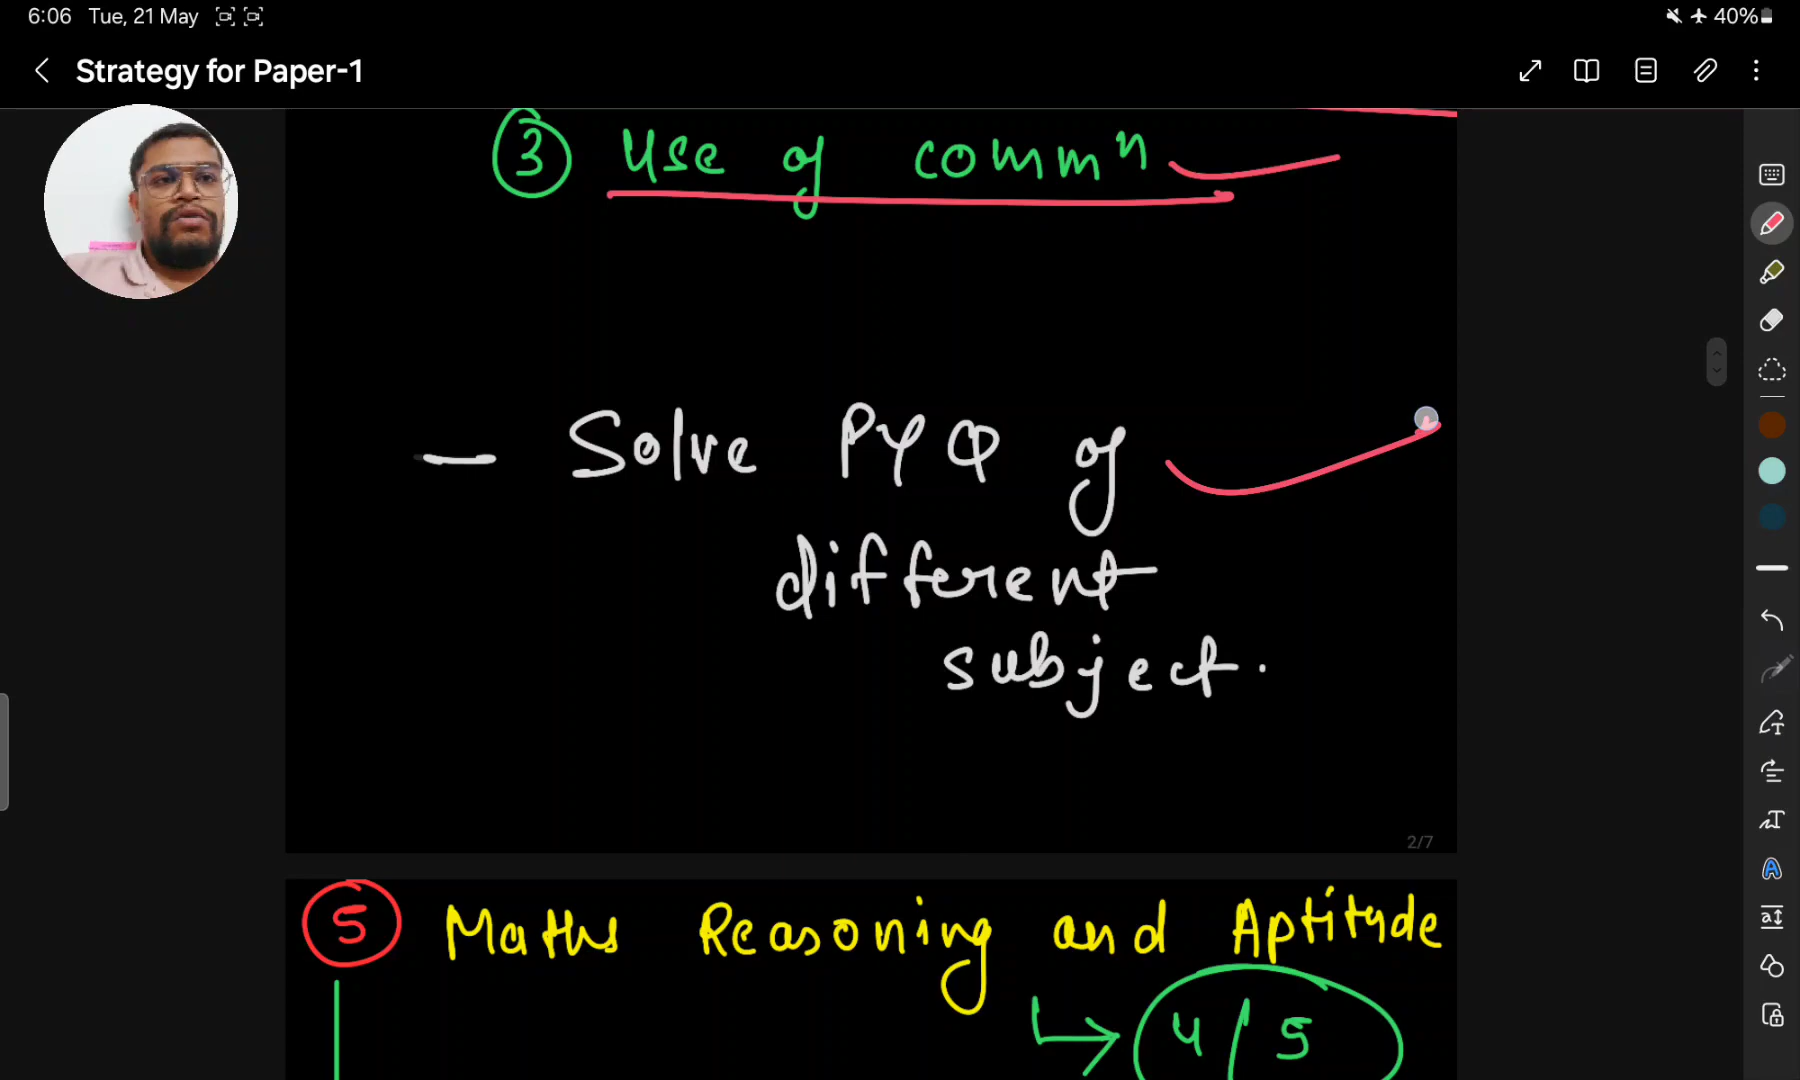 6:06 Tue, 21 May 40%
Strategy for Paper-1
3 Use of commⁿ
— Solve PYQ of
different
subject.
2/7
5 Maths Reasoning and Aptitude
4/5